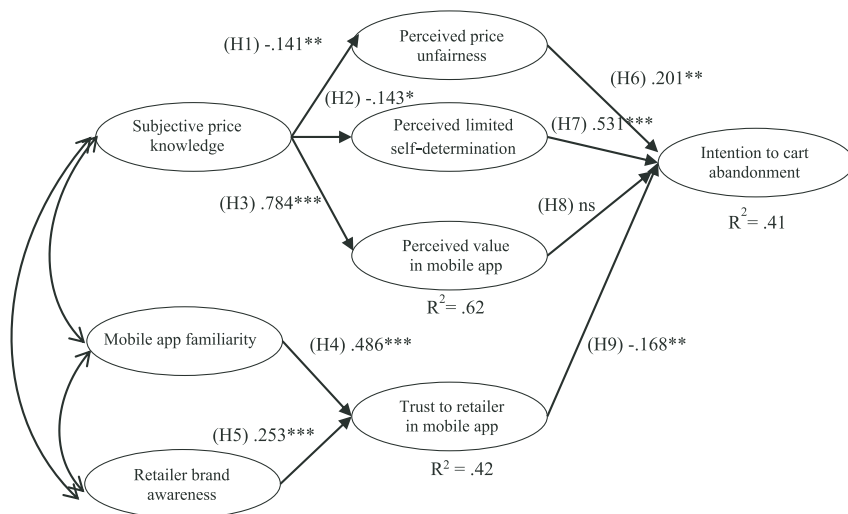 Perceived price
unfairness
(H1) -.141**
(H6) .201**
(H2) -.143*
Subjective price
knowledge
Perceived limited
self-determination
(H7) .531***
Intention to cart
abandonment
R² = .41
(H3) .784***
(H8) ns
Perceived value
in mobile app
R² = .62
Mobile app familiarity
(H4) .486***
(H9) -.168**
Trust to retailer
in mobile app
R² = .42
(H5) .253***
Retailer brand
awareness